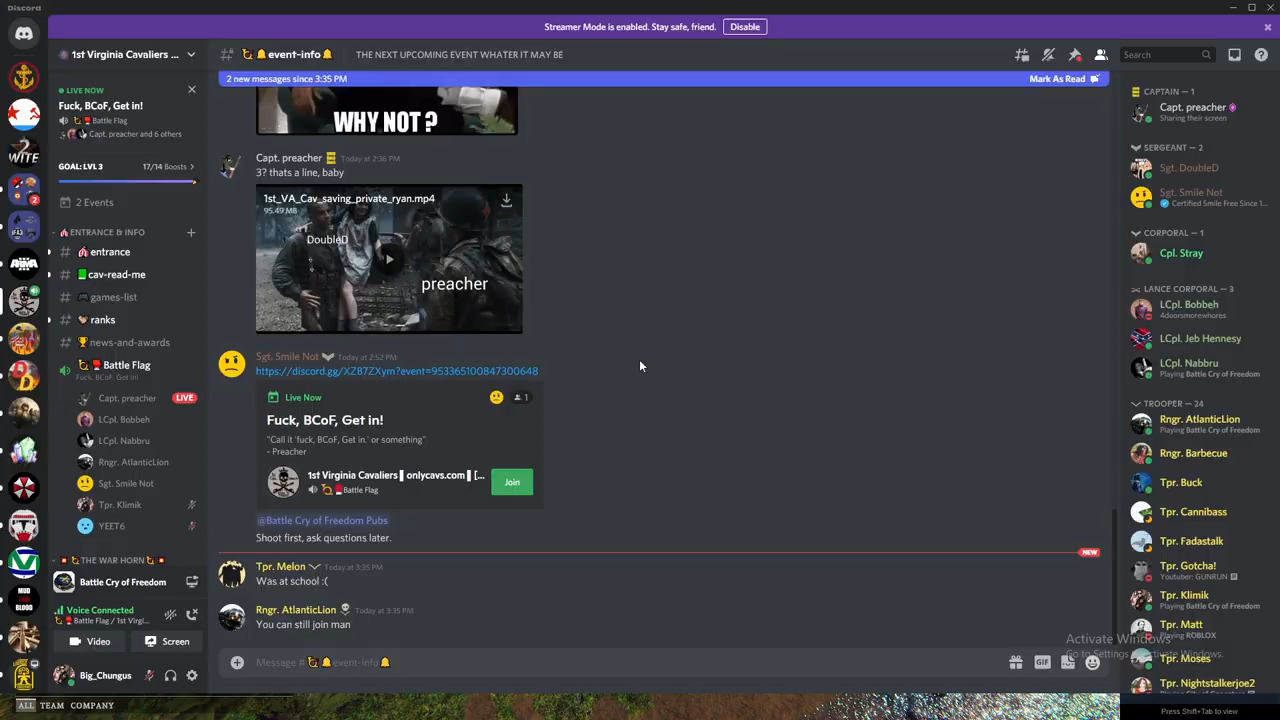 Discord
Streamer Mode is enabled. Stay safe, friend.
Disable
1st Virginia Cavaliers ...
event-info
THE NEXT UPCOMING EVENT WHATER IT MAY BE
Search
2 new messages since 3:35 PM
Mark As Read
LIVE NOW
Fuck, BCoF, Get in!
Battle Flag
Capt. preacher and 6 others
GOAL: LVL 3
17/14 Boosts
2 Events
ENTRANCE & INFO
entrance
cav-read-me
games-list
ranks
news-and-awards
Battle Flag
Fuck, BCoF, Get in!
Capt. preacher
LIVE
LCpl. Bobbeh
LCpl. Nabbru
Rngr. AtlanticLion
Sgt. Smile Not
Tpr. Klimik
YEET6
THE WAR HORN
Battle Cry of Freedom
Voice Connected
Battle Flag / 1st Virgi...
Video
Screen
Big_Chungus
WHY NOT ?
Capt. preacher
Today at 2:36 PM
3? thats a line, baby
1st_VA_Cav_saving_private_ryan.mp4
95.49 MB
DoubleD
preacher
Sgt. Smile Not
Today at 2:52 PM
https://discord.gg/XZB7ZXym?event=953365100847300648
Live Now
1
Fuck, BCoF, Get in!
"Call it 'fuck, BCoF, Get in.' or something"
- Preacher
1st Virginia Cavaliers ▌onlycavs.com ▌[...
Battle Flag
Join
@Battle Cry of Freedom Pubs
Shoot first, ask questions later.
NEW
Tpr. Melon
Today at 3:35 PM
Was at school :(
Rngr. AtlanticLion
Today at 3:35 PM
You can still join man
Message #event-info
GIF
CAPTAIN — 1
Capt. preacher
Sharing their screen
SERGEANT — 2
Sgt. DoubleD
Sgt. Smile Not
Certified Smile Free Since 1...
CORPORAL — 1
Cpl. Stray
LANCE CORPORAL — 3
LCpl. Bobbeh
4doorsmorewhores
LCpl. Jeb Hennesy
LCpl. Nabbru
Playing Battle Cry of Freedom
TROOPER — 24
Rngr. AtlanticLion
Playing Battle Cry of Freedom
Rngr. Barbecue
Tpr. Buck
Tpr. Cannibass
Tpr. Fadastalk
Tpr. Gotcha!
Youtuber: GUNRUN
Tpr. Klimik
Playing Battle Cry of Freedom
Tpr. Matt
Playing ROBLOX
Tpr. Moses
Tpr. Nightstalkerjoe2
Activate Windows
Go to Settings to activate Windows.
ALL TEAM COMPANY
Press Shift+Tab to view
WITE
ARMA
MUD
BLOOD
2